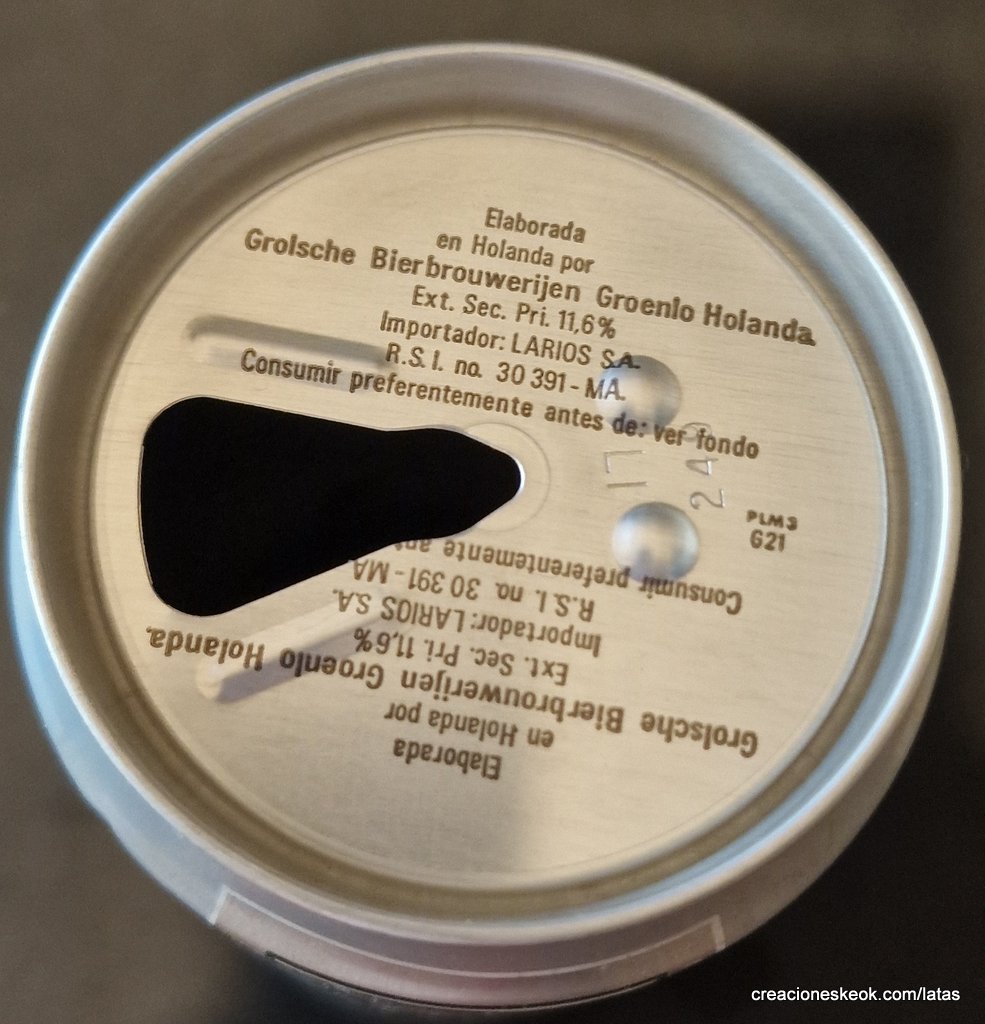 Elaborada
en Holanda por
Grolsche Bierbrouwerijen Groenlo Holanda.
Ext. Sec. Pri. 11,6%
Importador: LARIOS S.A.
R.S.I. no. 30 391 - MA.
Consumir preferentemente antes de: ver fondo
17
PLM3
G21
Elaborada
en Holanda por
Grolsche Bierbrouwerijen Groenlo Holanda.
Ext. Sec. Pri. 11,6%
Importador: LARIOS S.A.
R.S.I. no. 30 391 - MA.
Consumir preferentemente
creacioneskeok.com/latas